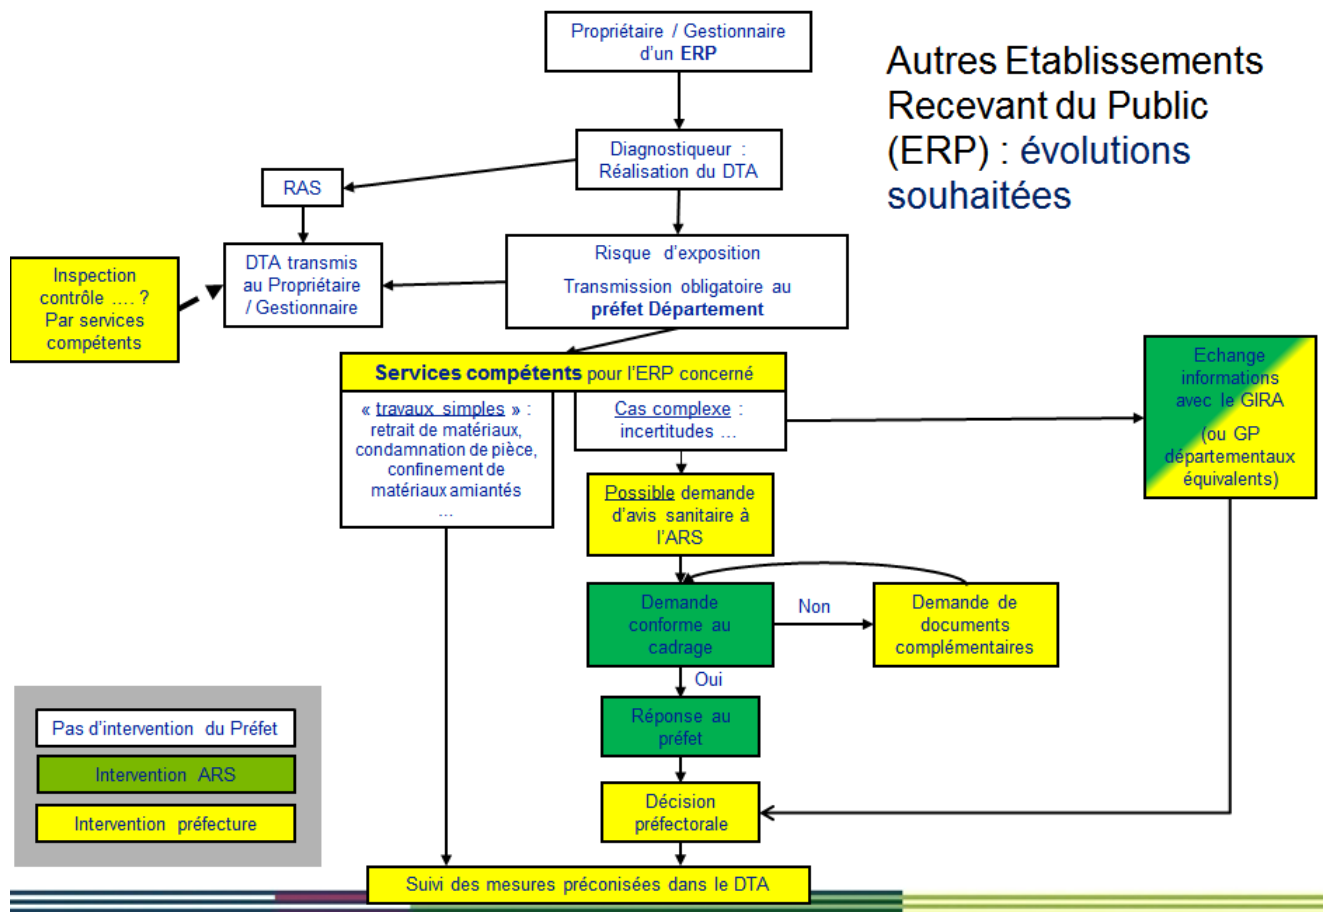 Propriétaire / Gestionnaire
d'un ERP
Autres Etablissements
Recevant du Public
(ERP) : évolutions
souhaitées
Diagnostiqueur :
Réalisation du DTA
RAS
Risque d'exposition
Transmission obligatoire au
préfet Département
DTA transmis
au Propriétaire
/ Gestionnaire
Inspection
contrôle .... ?
Par services
compétents
Services compétents pour l'ERP concerné
« travaux simples » :
retrait de matériaux,
condamnation de pièce,
confinement de
matériaux amiantés
...
Cas complexe :
incertitudes ...
Echange
informations
avec le GIRA
(ou GP
départementaux
équivalents)
Possible demande
d'avis sanitaire à
l'ARS
Demande
conforme au
cadrage
Non
Demande de
documents
complémentaires
Oui
Réponse au
préfet
Décision
préfectorale
Suivi des mesures préconisées dans le DTA
Pas d'intervention du Préfet
Intervention ARS
Intervention préfecture